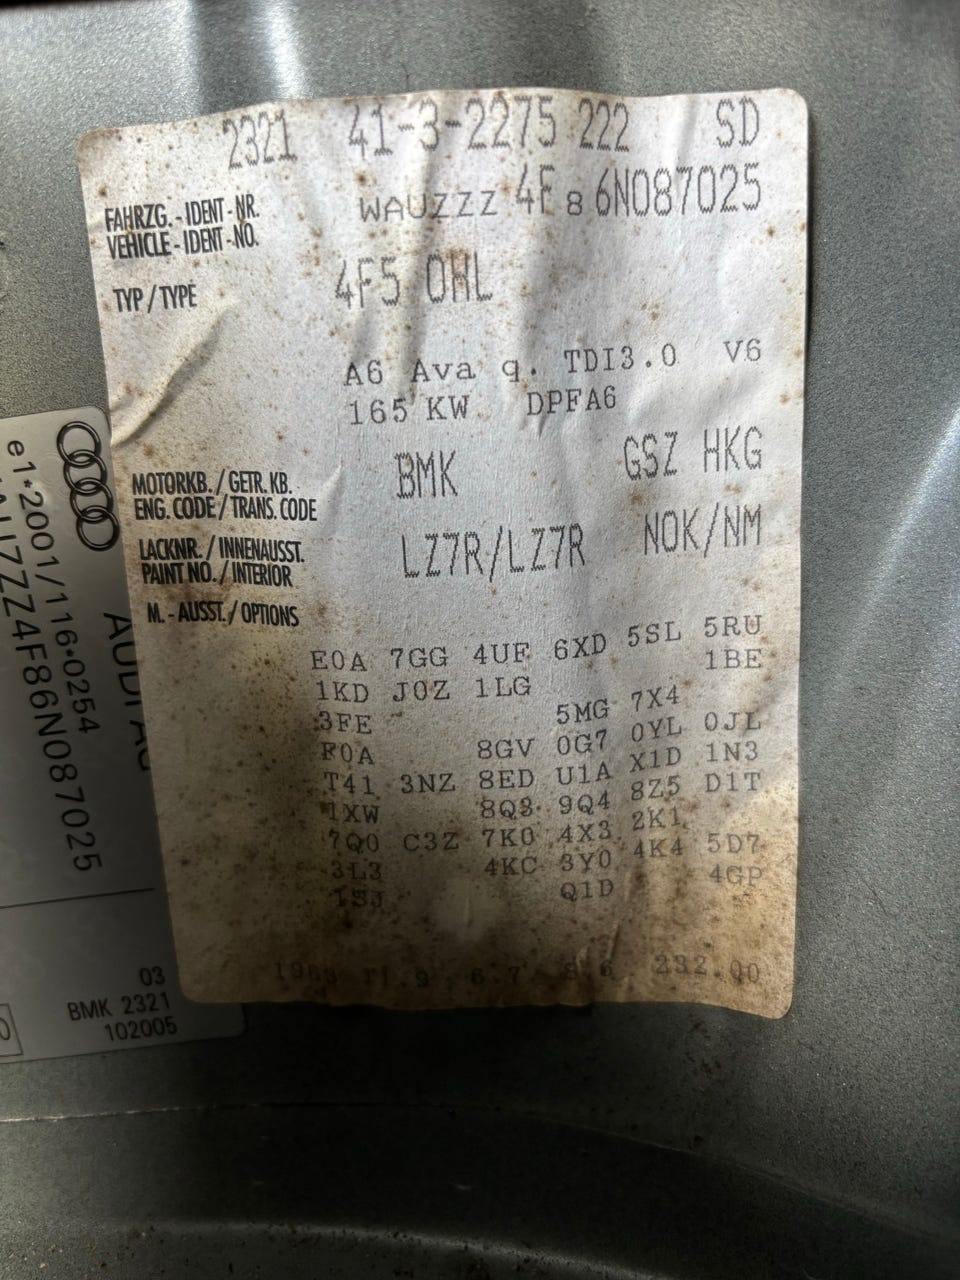 2321 41-3-2275 222 SD
FAHRZG. - IDENT - NR.
VEHICLE - IDENT - NO.
WAUZZZ 4F 8 6N087025
TYP / TYPE
4F5 0HL
A6 Ava q. TDI3.0 V6
165 KW DPFA6
MOTORKB. / GETR. KB.
ENG. CODE / TRANS. CODE
BMK GSZ HKG
LACKNR. / INNENAUSST.
PAINT NO. / INTERIOR
LZ7R/LZ7R N0K/NM
M. - AUSST. / OPTIONS
E0A 7GG 4UF 6XD 5SL 5RU
1KD J0Z 1LG 1BE
3FE 5MG 7X4
F0A 8GV 0G7 0YL 0JL
T41 3NZ 8ED U1A X1D 1N3
1XW 8Q3 9Q4 8Z5 D1T
7Q0 C3Z 7K0 4X3 2K1
3L3 4KC 3Y0 4K4 5D7
1SJ Q1D 4GP
6.7 232.00
e1*2001/116*0254
ZZ4F86N087025
03
BMK 2321
102005